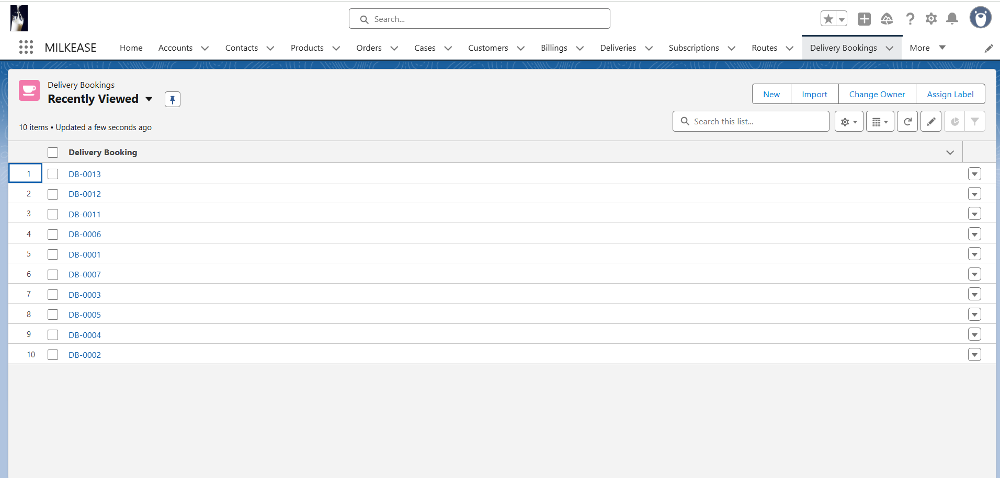 Search...
MILKEASE Home Accounts Contacts Products Orders Cases Customers Billings Deliveries Subscriptions Routes Delivery Bookings More
Delivery Bookings
Recently Viewed
New Import Change Owner Assign Label
10 items • Updated a few seconds ago
Search this list...
Delivery Booking
1 DB-0013
2 DB-0012
3 DB-0011
4 DB-0006
5 DB-0001
6 DB-0007
7 DB-0003
8 DB-0005
9 DB-0004
10 DB-0002